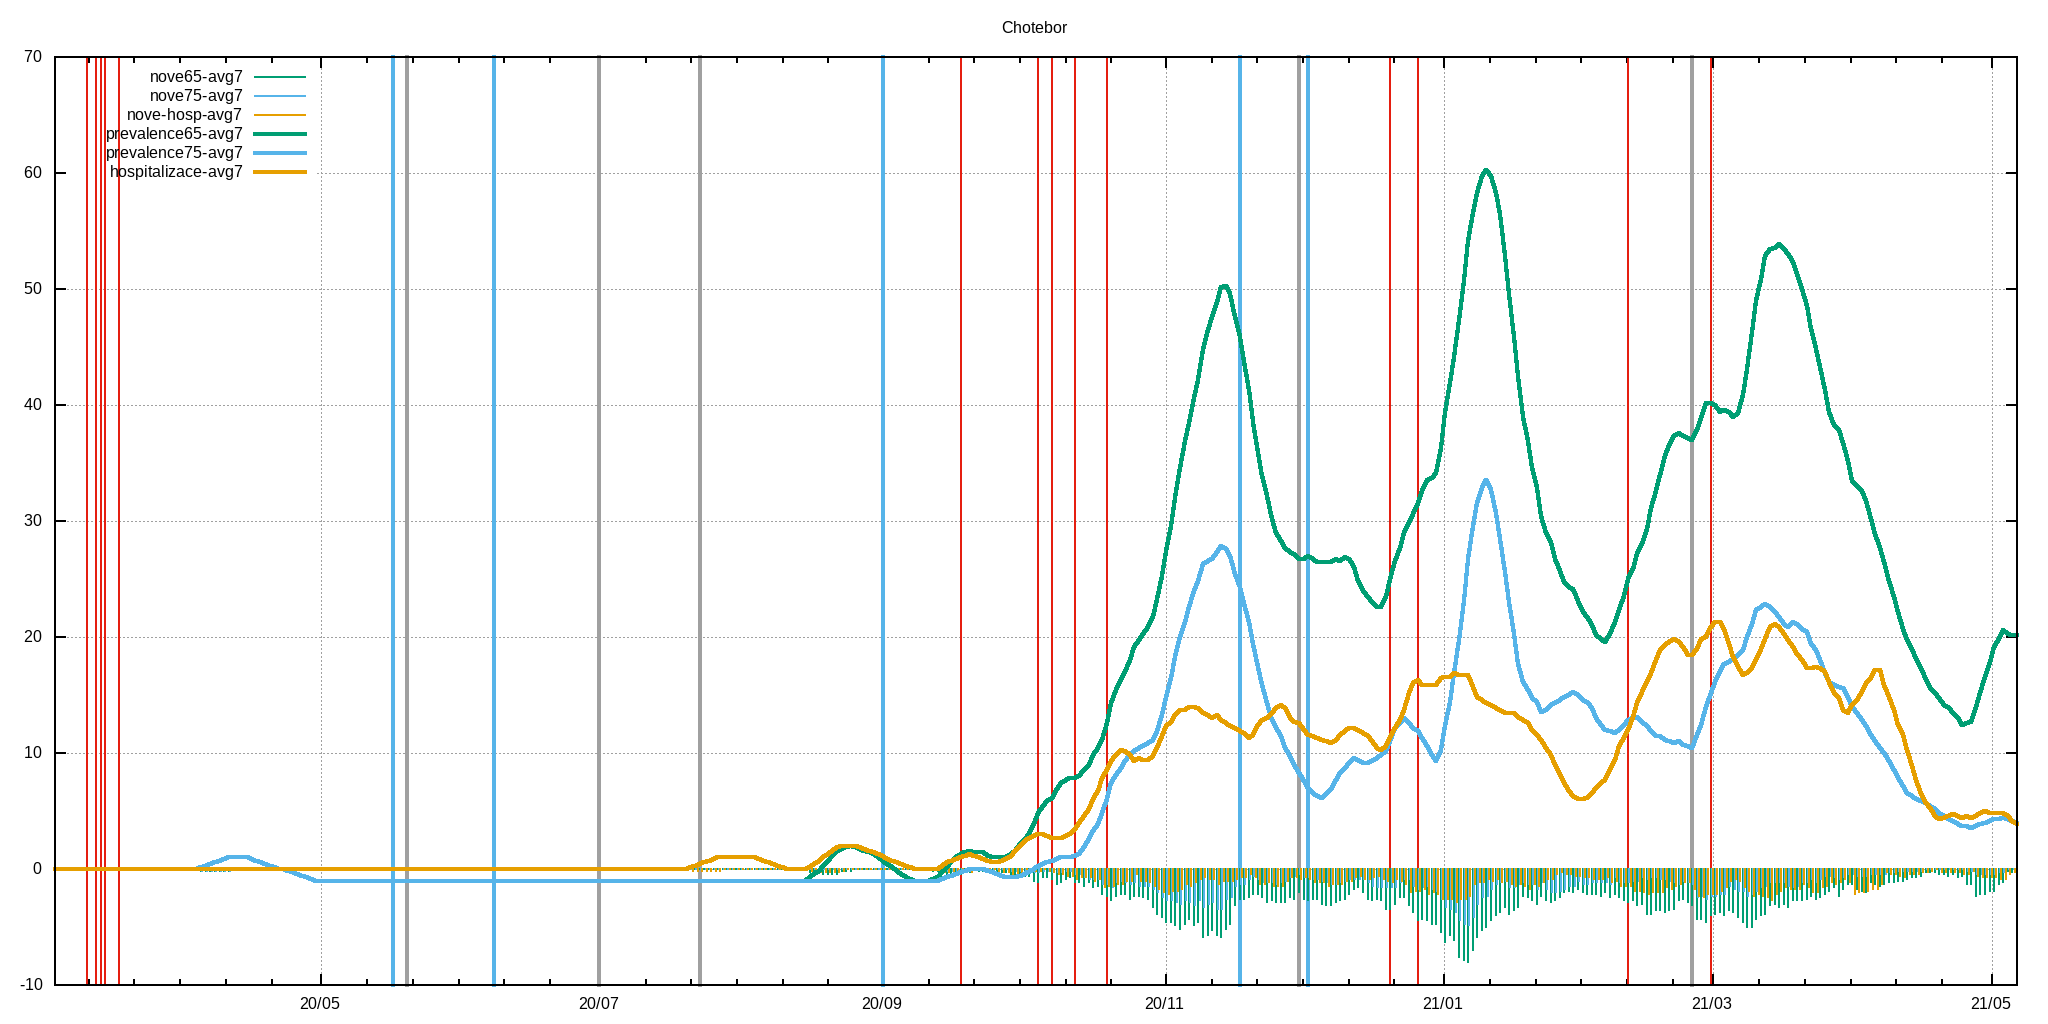 Chotebor
70
60
50
40
30
20
10
0
-10
nove65-avg7
nove75-avg7
nove-hosp-avg7
prevalence65-avg7
prevalence75-avg7
hospitalizace-avg7
20/05 20/07 20/09 20/11 21/01 21/03 21/05